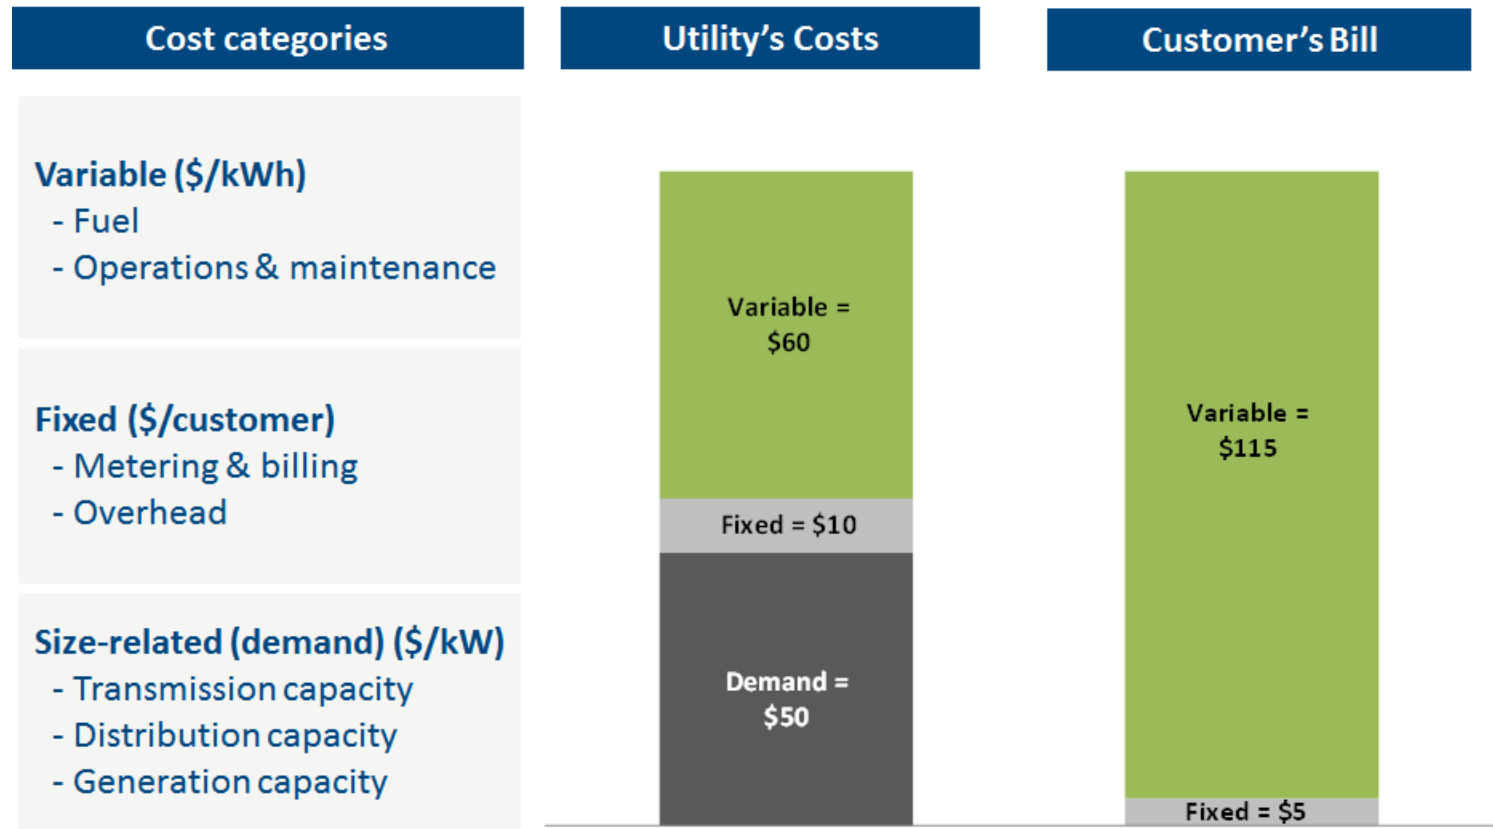 Cost categories
Utility's Costs
Customer's Bill
Variable ($/kWh)
- Fuel
- Operations & maintenance
Fixed ($/customer)
- Metering & billing
- Overhead
Size-related (demand) ($/kW)
- Transmission capacity
- Distribution capacity
- Generation capacity
Variable =
$60
Fixed = $10
Demand =
$50
Variable =
$115
Fixed = $5